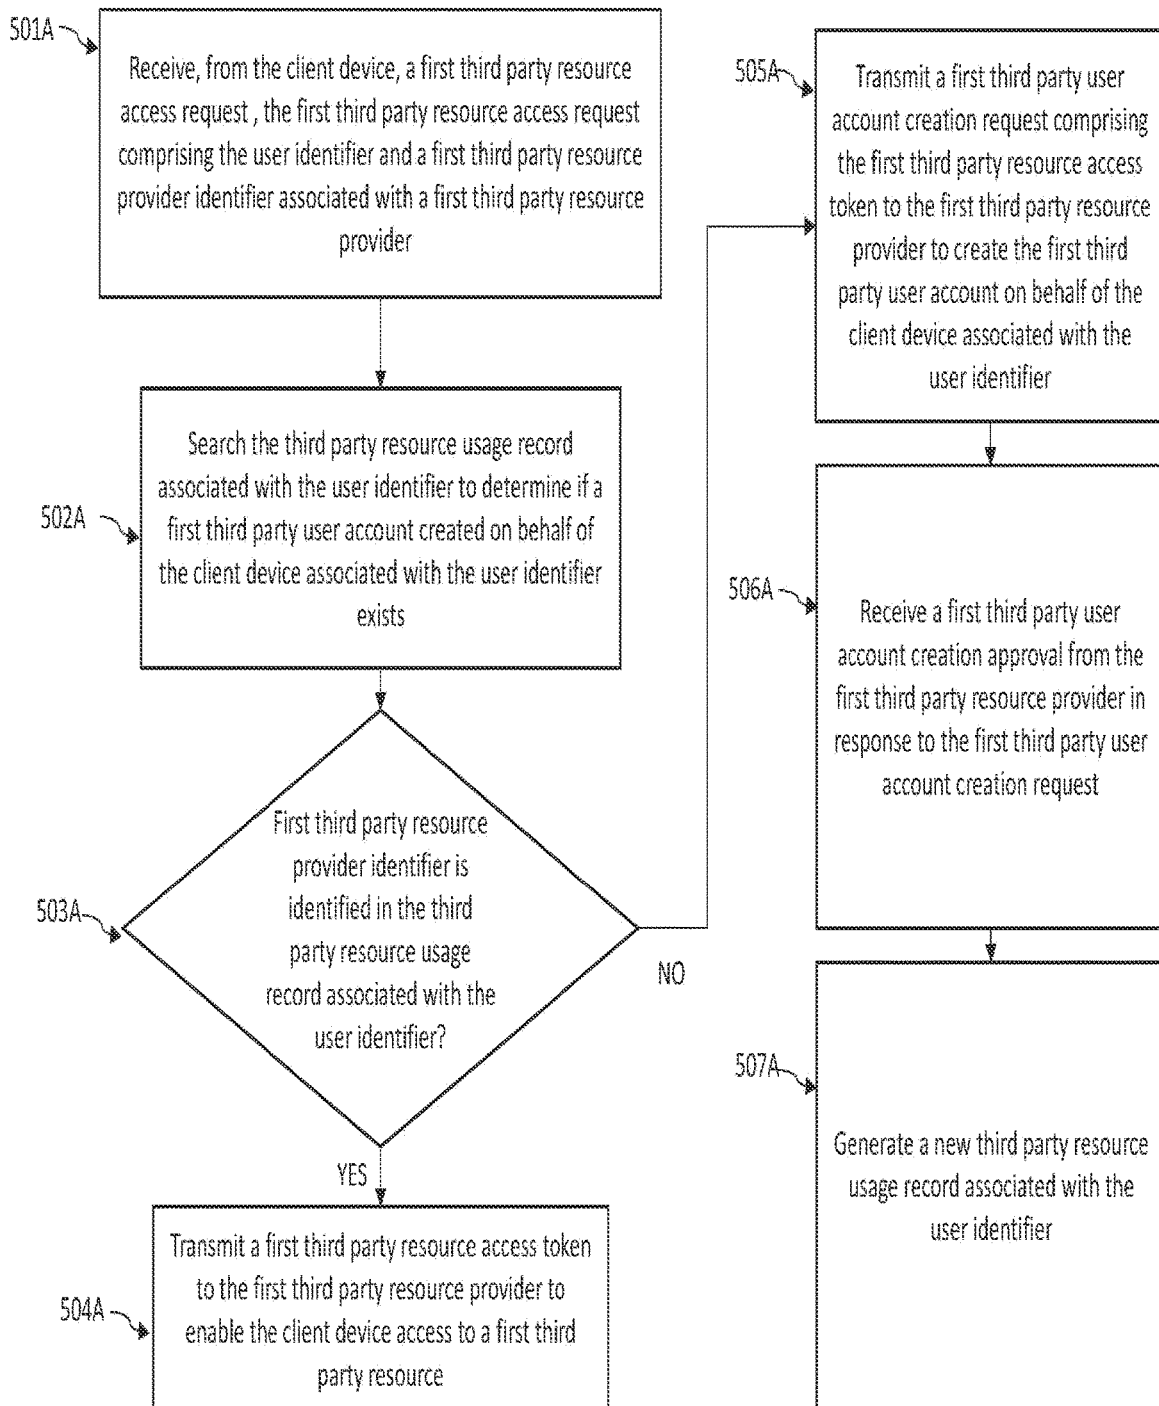 501A
Receive, from the client device, a first third party resource
access request , the first third party resource access request
comprising the user identifier and a first third party resource
provider identifier associated with a first third party resource
provider
502A
Search the third party resource usage record
associated with the user identifier to determine if a
first third party user account created on behalf of
the client device associated with the user identifier
exists
503A
First third party resource
provider identifier is
identified in the third
party resource usage
record associated with the
user identifier?
NO
YES
504A
Transmit a first third party resource access token
to the first third party resource provider to
enable the client device access to a first third
party resource
505A
Transmit a first third party user
account creation request comprising
the first third party resource access
token to the first third party resource
provider to create the first third
party user account on behalf of the
client device associated with the
user identifier
506A
Receive a first third party user
account creation approval from the
first third party resource provider in
response to the first third party user
account creation request
507A
Generate a new third party resource
usage record associated with the
user identifier